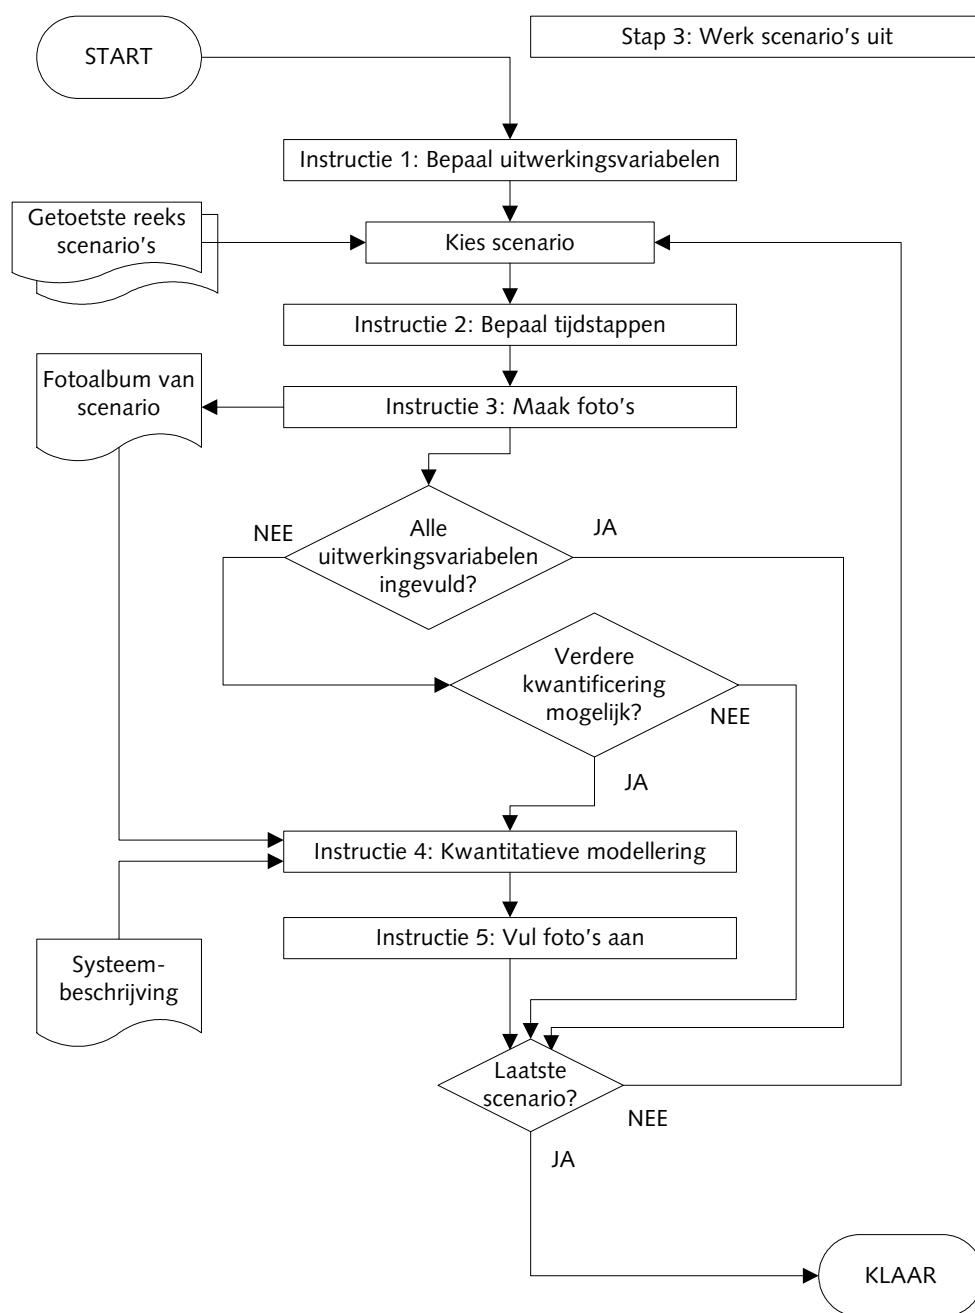 START
Stap 3: Werk scenario's uit
Instructie 1: Bepaal uitwerkingsvariabelen
Getoetste reeks
scenario's
Kies scenario
Instructie 2: Bepaal tijdstappen
Fotoalbum van
scenario
Instructie 3: Maak foto's
NEE
Alle
uitwerkingsvariabelen
ingevuld?
JA
Verdere
kwantificering
mogelijk?
NEE
JA
Instructie 4: Kwantitatieve modellering
Instructie 5: Vul foto's aan
Systeem-
beschrijving
Laatste
scenario?
NEE
JA
KLAAR